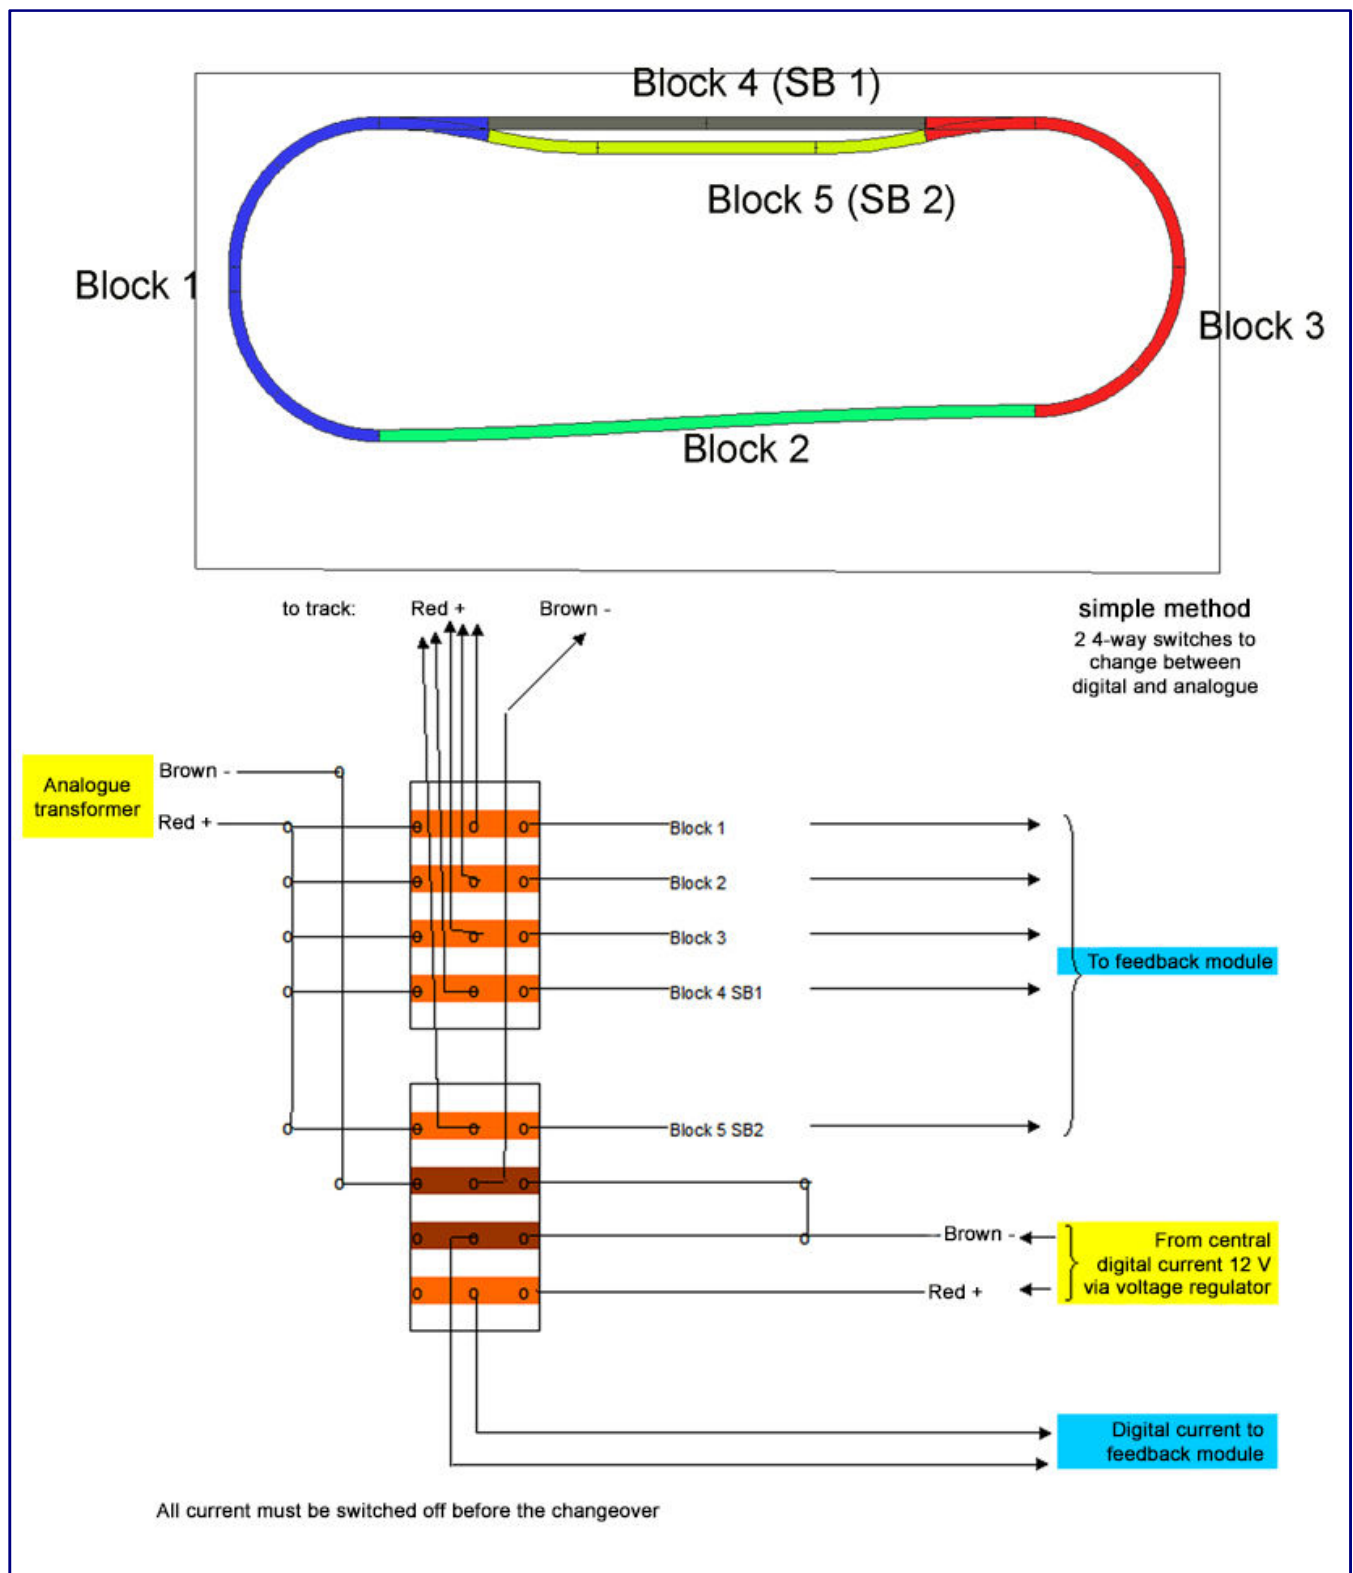 Block 4 (SB 1)
Block 5 (SB 2)
Block 1
Block 3
Block 2
to track:
Red +
Brown -
simple method
2 4-way switches to
change between
digital and analogue
Analogue
transformer
Brown -
Red +
Block 1
Block 2
Block 3
Block 4 SB1
To feedback module
Block 5 SB2
Brown -
Red +
From central
digital current 12 V
via voltage regulator
Digital current to
feedback module
All current must be switched off before the changeover